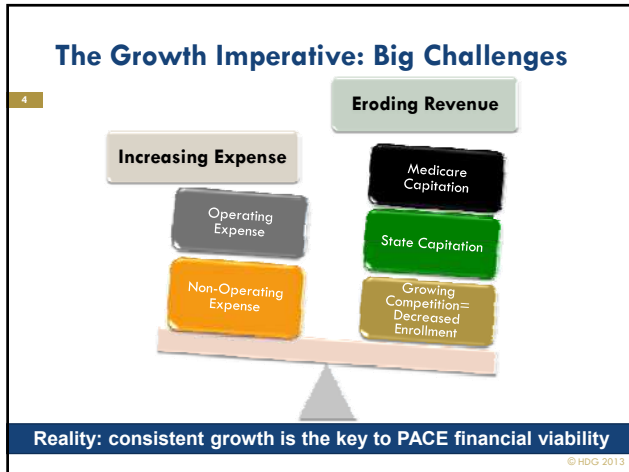 The Growth Imperative: Big Challenges
4
Eroding Revenue
Increasing Expense
Medicare
Capitation
Operating
Expense
State Capitation
Non-Operating
Expense
Growing
Competition=
Decreased
Enrollment
Reality: consistent growth is the key to PACE financial viability
© HDG 2013